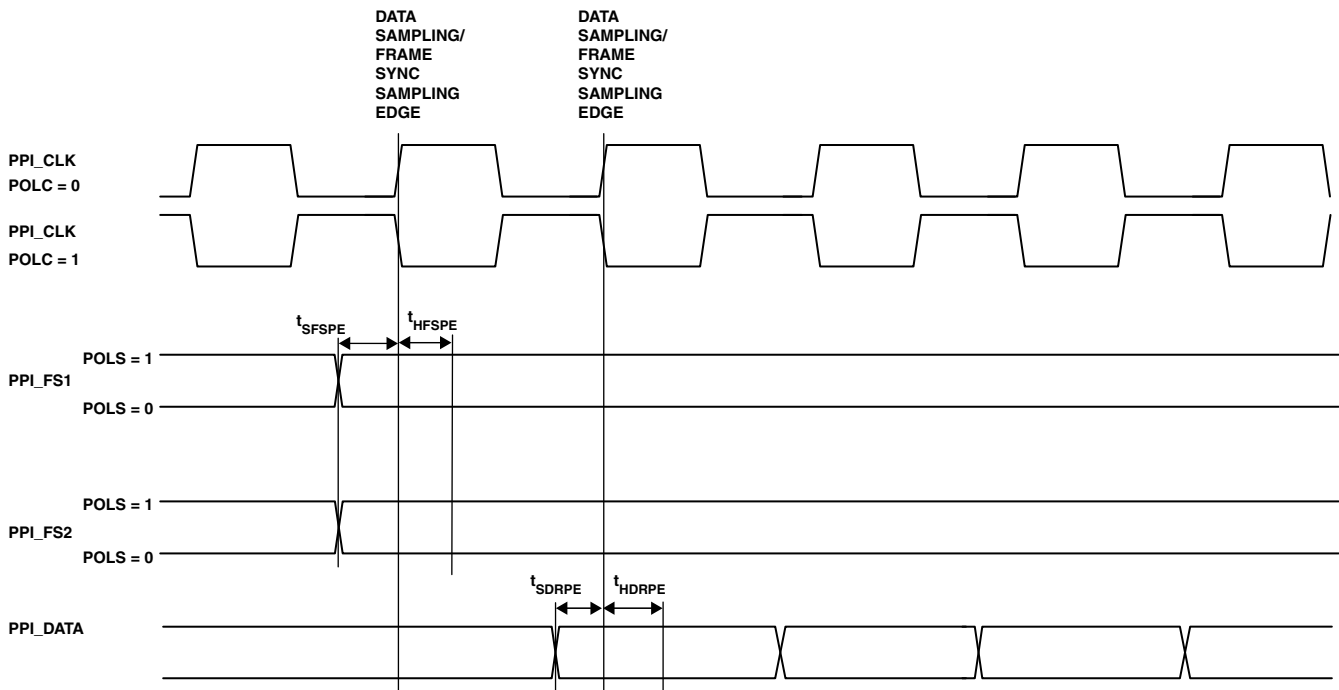 DATA
SAMPLING/
FRAME
SYNC
SAMPLING
EDGE
DATA
SAMPLING/
FRAME
SYNC
SAMPLING
EDGE
PPI_CLK
POLC = 0
PPI_CLK
POLC = 1
tSFSPE
tHFSPE
POLS = 1
PPI_FS1
POLS = 0
POLS = 1
PPI_FS2
POLS = 0
tSDRPE
tHDRPE
PPI_DATA